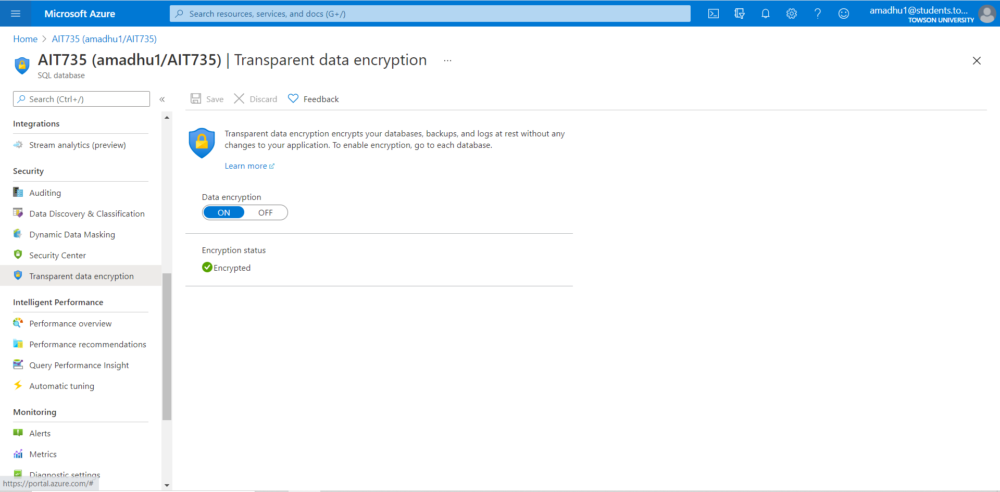 Microsoft Azure
Search resources, services, and docs (G+/)
amadhu1@students.to...
TOWSON UNIVERSITY
Home > AIT735 (amadhu1/AIT735)
AIT735 (amadhu1/AIT735) | Transparent data encryption ...
SQL database
Search (Ctrl+/)
«
Save
Discard
Feedback
Integrations
Stream analytics (preview)
Security
Auditing
Data Discovery & Classification
Dynamic Data Masking
Security Center
Transparent data encryption
Intelligent Performance
Performance overview
Performance recommendations
Query Performance Insight
Automatic tuning
Monitoring
Alerts
Metrics
Diagnostic settings
https://portal.azure.com/#
Transparent data encryption encrypts your databases, backups, and logs at rest without any
changes to your application. To enable encryption, go to each database.
Learn more
Data encryption
ON OFF
Encryption status
Encrypted